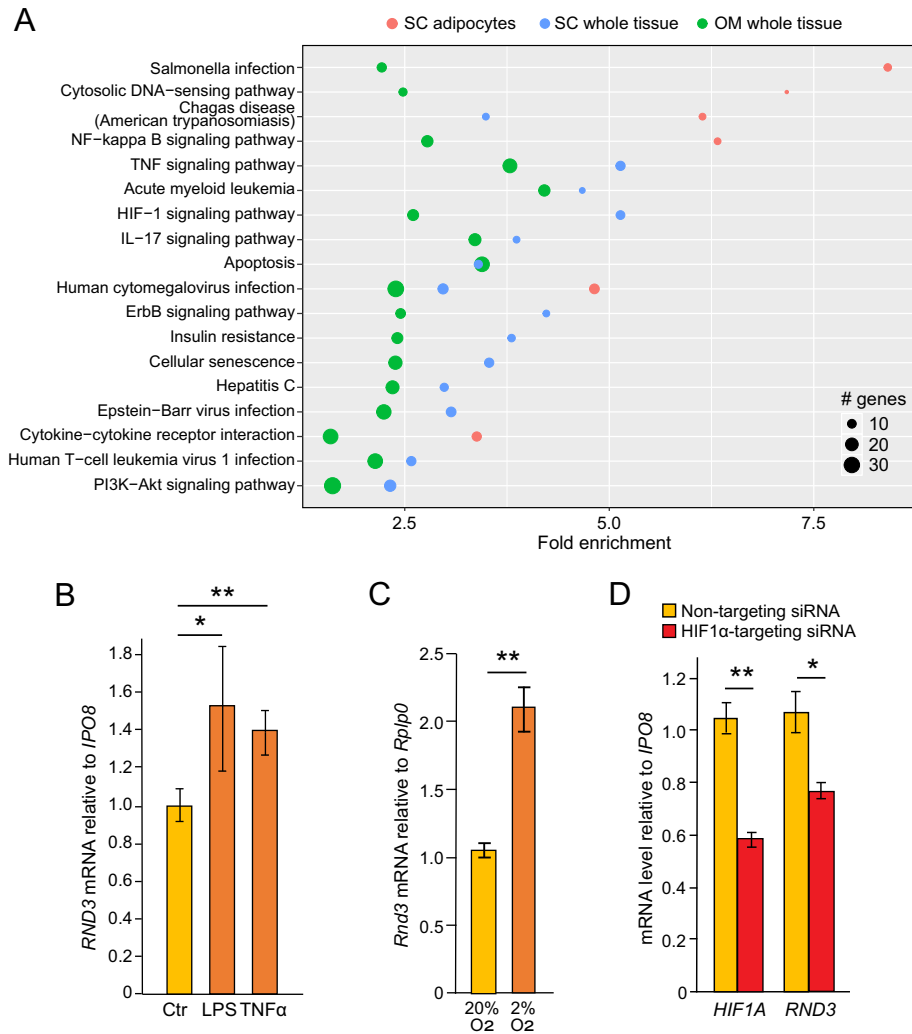 A
SC adipocytes SC whole tissue OM whole tissue
Salmonella infection
Cytosolic DNA−sensing pathway
Chagas disease
(American trypanosomiasis)
NF−kappa B signaling pathway
TNF signaling pathway
Acute myeloid leukemia
HIF−1 signaling pathway
IL−17 signaling pathway
Apoptosis
Human cytomegalovirus infection
ErbB signaling pathway
Insulin resistance
Cellular senescence
Hepatitis C
Epstein−Barr virus infection
Cytokine−cytokine receptor interaction
Human T−cell leukemia virus 1 infection
PI3K−Akt signaling pathway
# genes
10
20
30
2.5 5.0 7.5
Fold enrichment
B
**
*
1.8
1.6
1.4
1.2
1.0
0.8
0.6
0.4
0.2
0
RND3 mRNA relative to IPO8
Ctr LPS TNFα
C
**
2.5
2.0
1.5
1.0
0.5
0
Rnd3 mRNA relative to Rplp0
20% 2%
O2 O2
D
Non-targeting siRNA
HIF1α-targeting siRNA
** *
1.2
1.0
0.8
0.6
0.4
0.2
0
mRNA level relative to IPO8
HIF1A RND3